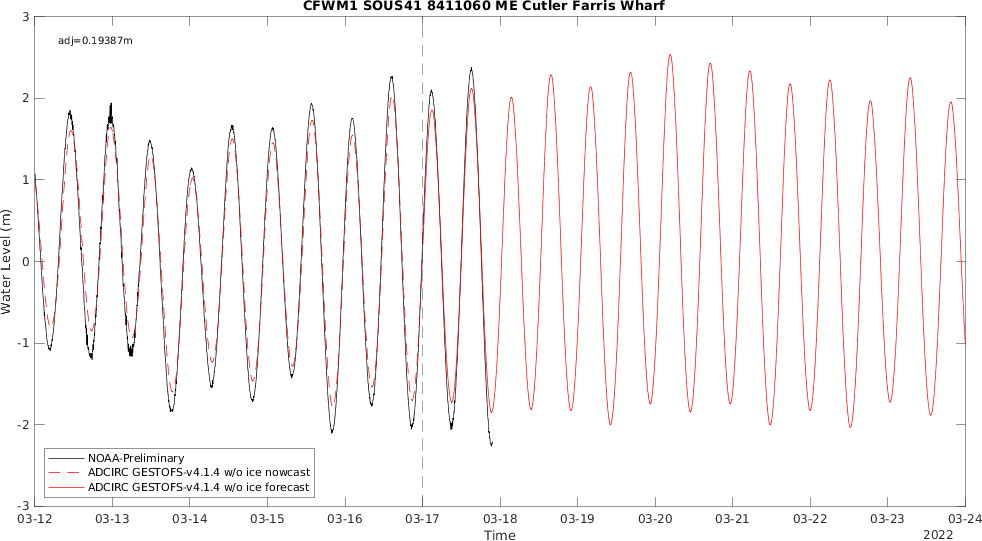 CFWM1 SOUS41 8411060 ME Cutler Farris Wharf
adj=0.19387m
3
2
1
0
-1
-2
-3
Water Level (m)
NOAA-Preliminary
ADCIRC GESTOFS-v4.1.4 w/o ice nowcast
ADCIRC GESTOFS-v4.1.4 w/o ice forecast
03-12 03-13 03-14 03-15 03-16 03-17 03-18 03-19 03-20 03-21 03-22 03-23 03-24
Time
2022